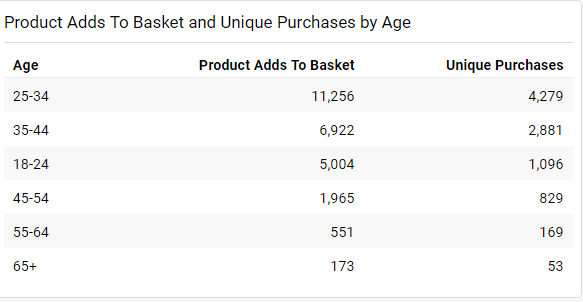 Product Adds To Basket and Unique Purchases by Age
Age Product Adds To Basket Unique Purchases
25-34 11,256 4,279
35-44 6,922 2,881
18-24 5,004 1,096
45-54 1,965 829
55-64 551 169
65+ 173 53